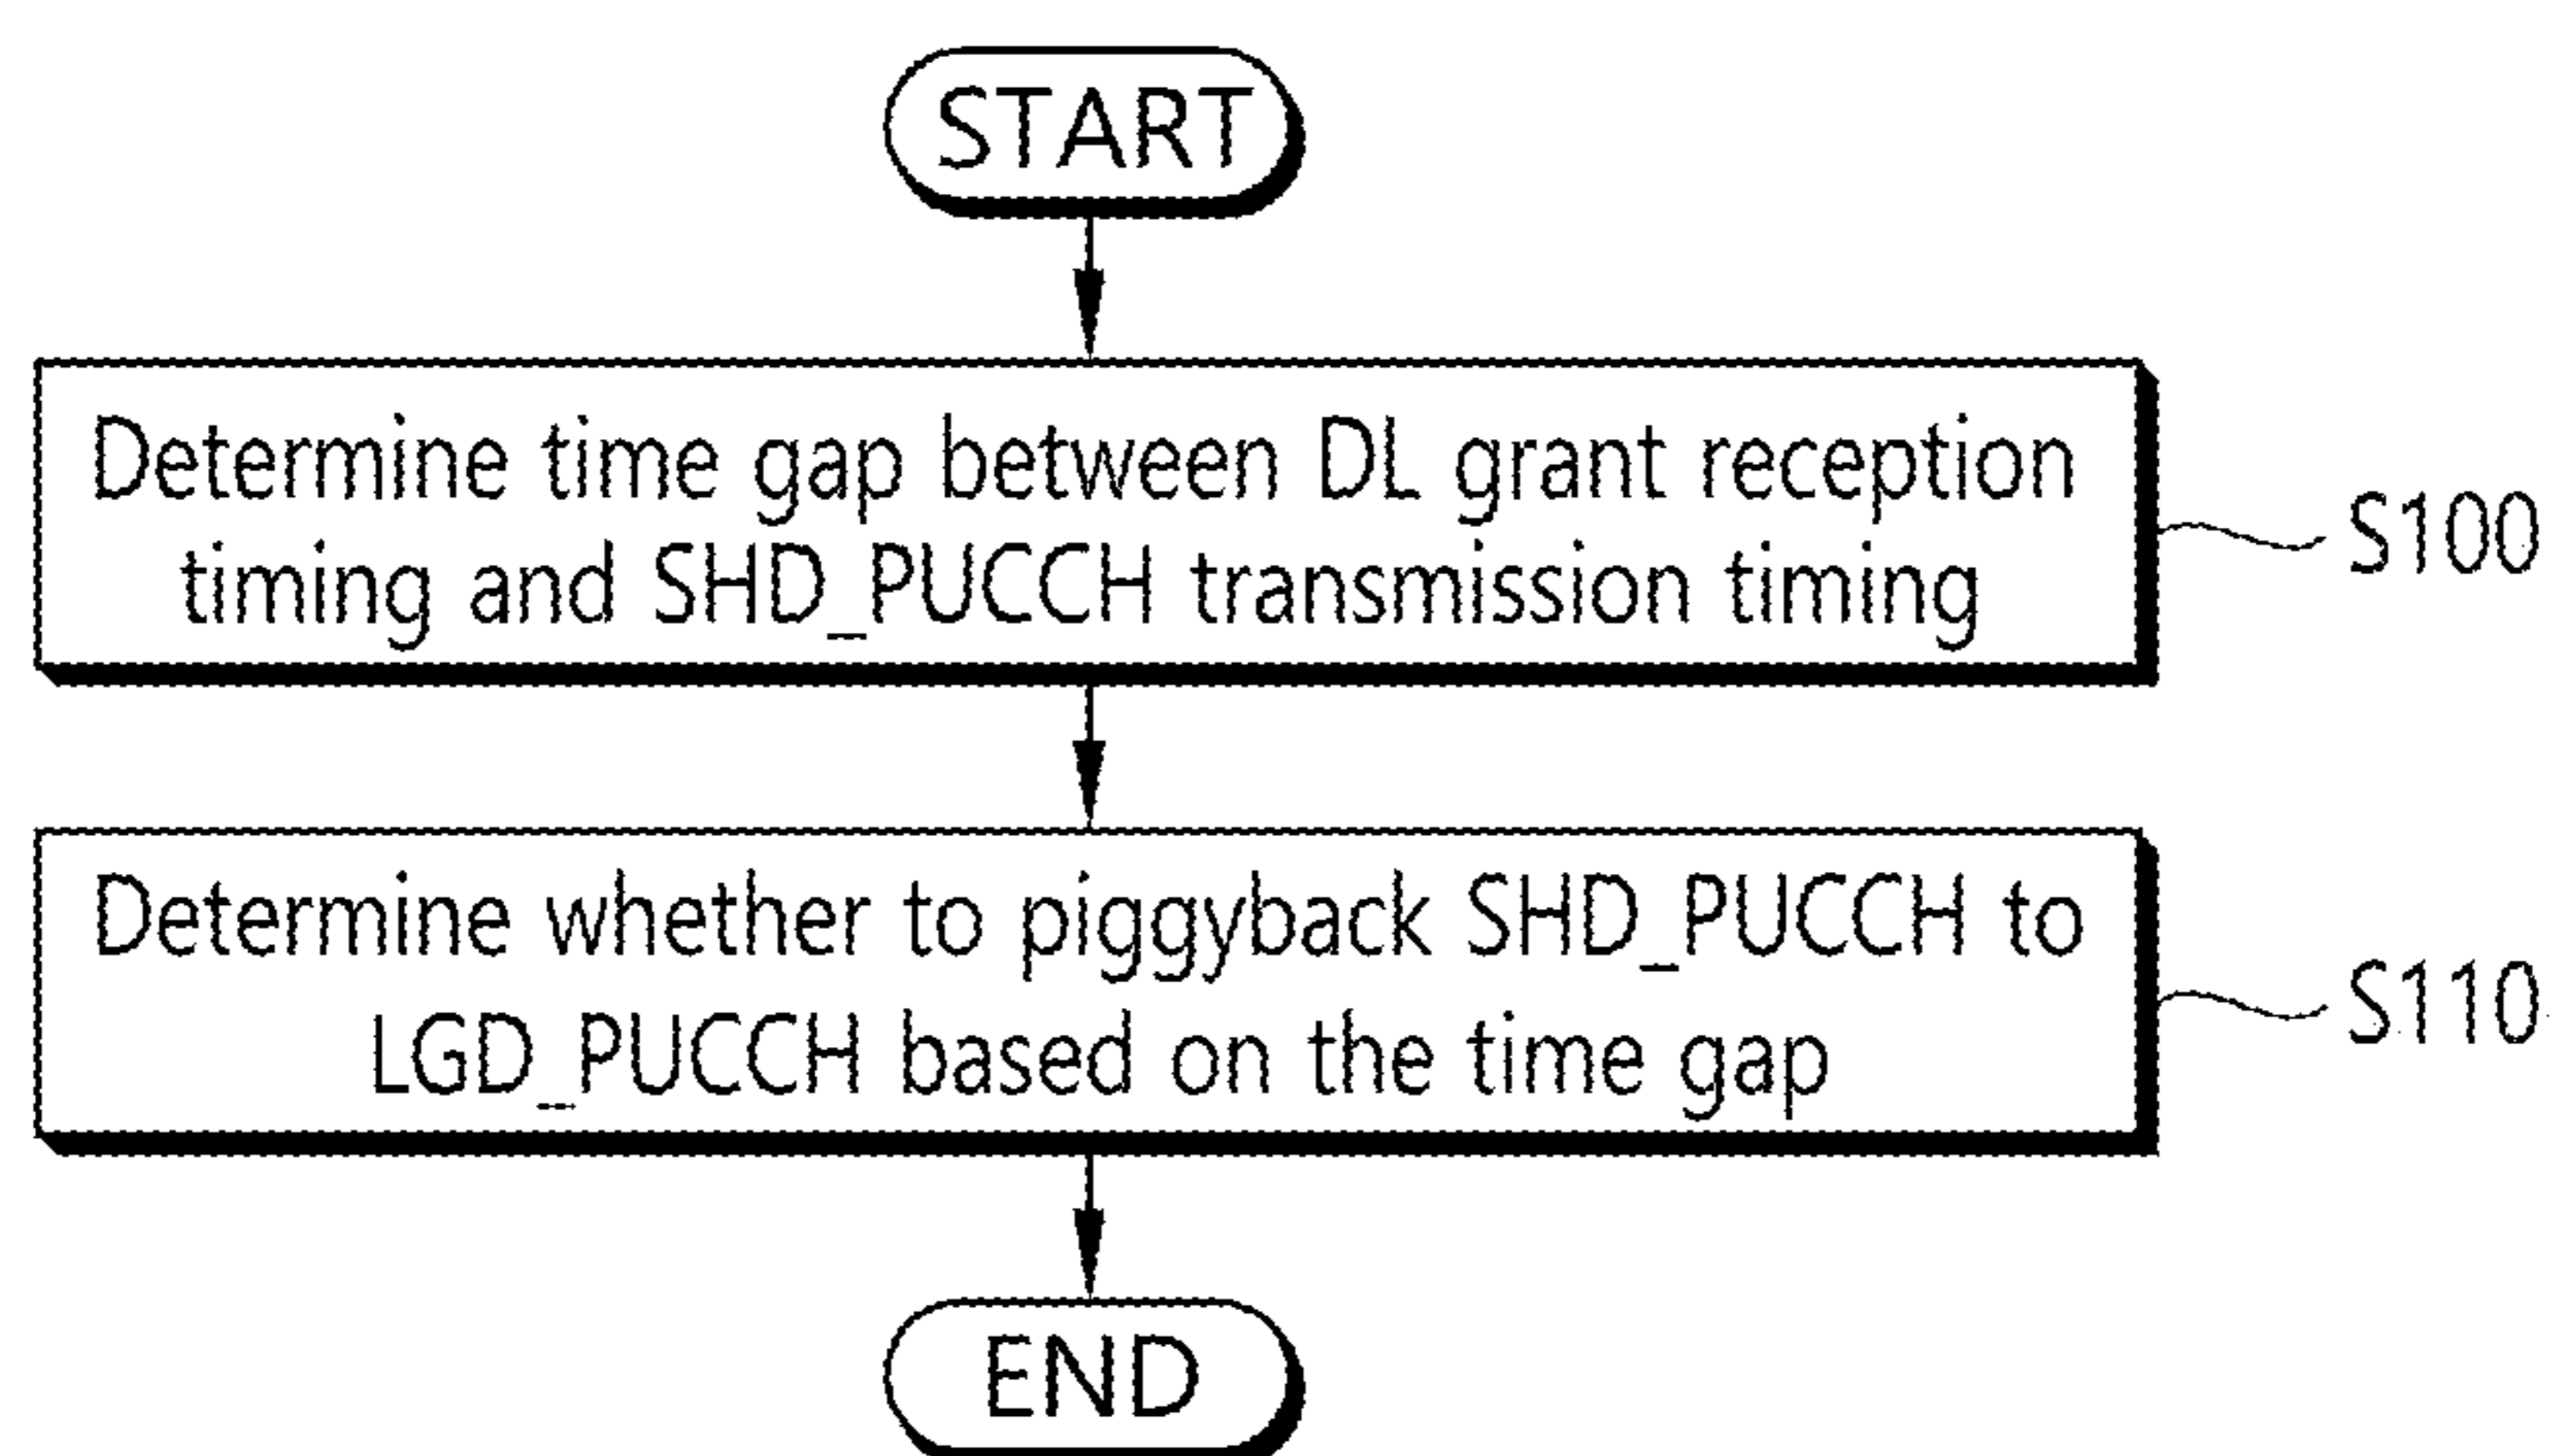 START
Determine time gap between DL grant reception
timing and SHD_PUCCH transmission timing
S100
Determine whether to piggyback SHD_PUCCH to
LGD_PUCCH based on the time gap
S110
END